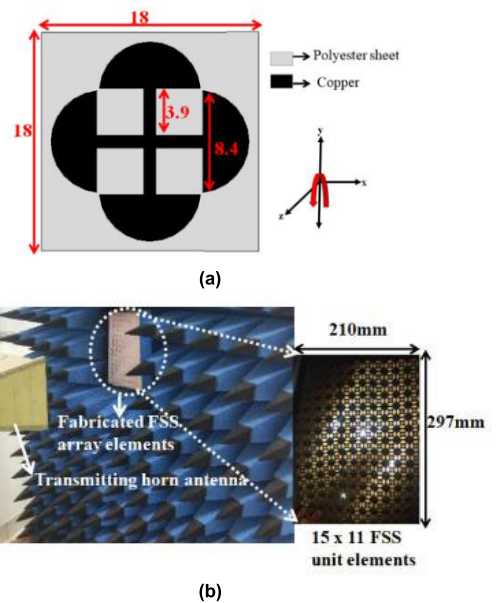 18
Polyester sheet
Copper
3.9
18
8.4
y
x
z
(a)
210mm
297mm
Fabricated FSS
array elements
Transmitting horn antenna
15 x 11 FSS
unit elements
(b)